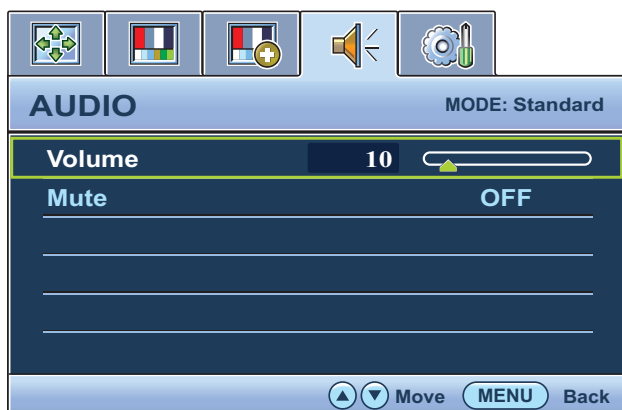 AUDIO MODE: Standard
Volume 10
Mute OFF
Move MENU Back